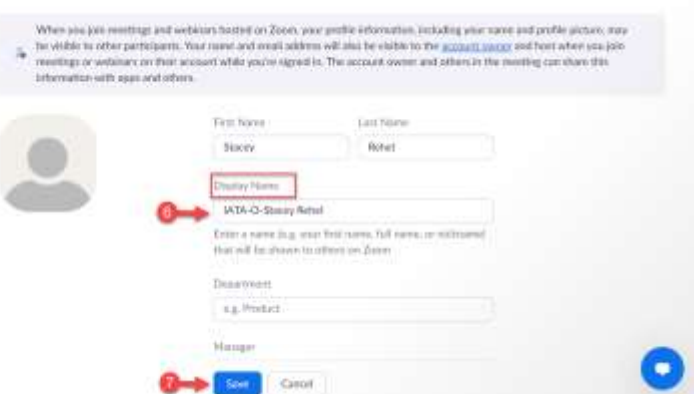 When you join meetings and webinars hosted on Zoom, your profile information, including your name and profile picture, may
be visible to other participants. Your name and email address will also be visible to the account owner and host when you join
meetings or webinars on their account while you're signed in. The account owner and others in the meeting can share this
information with apps and others.
First Name Last Name
Stacey Rehel
Display Name
6 IATA-O-Stacey Rehel
Enter a name (e.g. your first name, full name, or nickname)
that will be shown to others on Zoom
Department
e.g. Product
Manager
7 Save Cancel